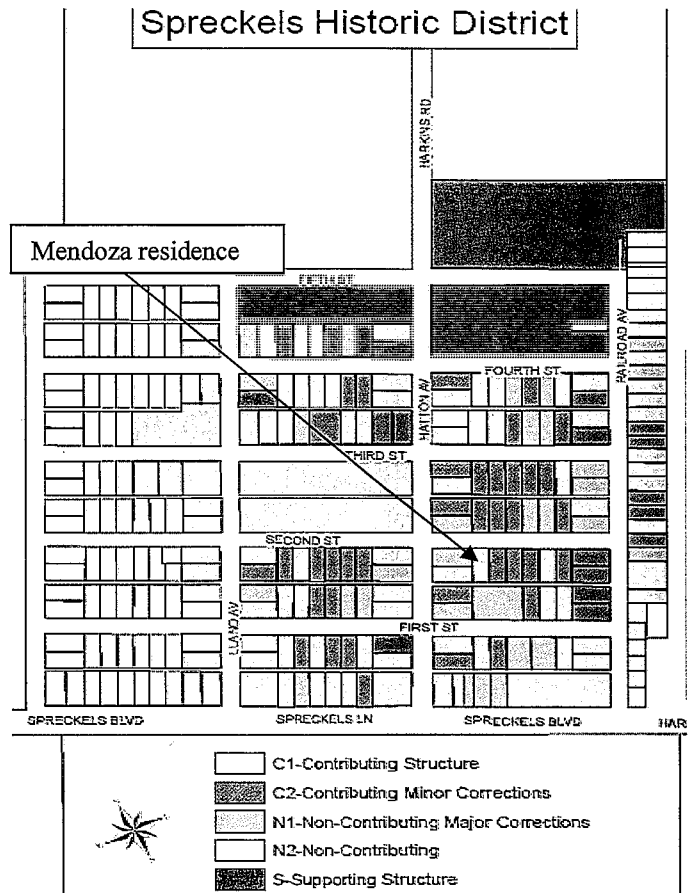 Spreckels Historic District
HARKINS RD
Mendoza residence
FIFTH ST
RAILROAD AV
FOURTH ST
HATTON AV
THIRD ST
SECOND ST
LLANO AV
FIRST ST
SPRECKELS BLVD
SPRECKELS LN
SPRECKELS BLVD
HAR
C1-Contributing Structure
C2-Contributing Minor Corrections
N1-Non-Contributing Major Corrections
N2-Non-Contributing
S-Supporting Structure